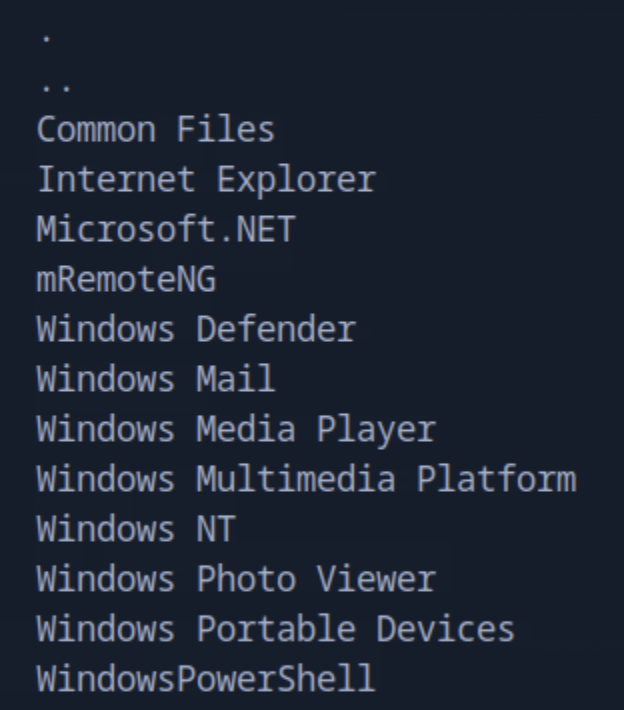 .
..
Common Files
Internet Explorer
Microsoft.NET
mRemoteNG
Windows Defender
Windows Mail
Windows Media Player
Windows Multimedia Platform
Windows NT
Windows Photo Viewer
Windows Portable Devices
WindowsPowerShell